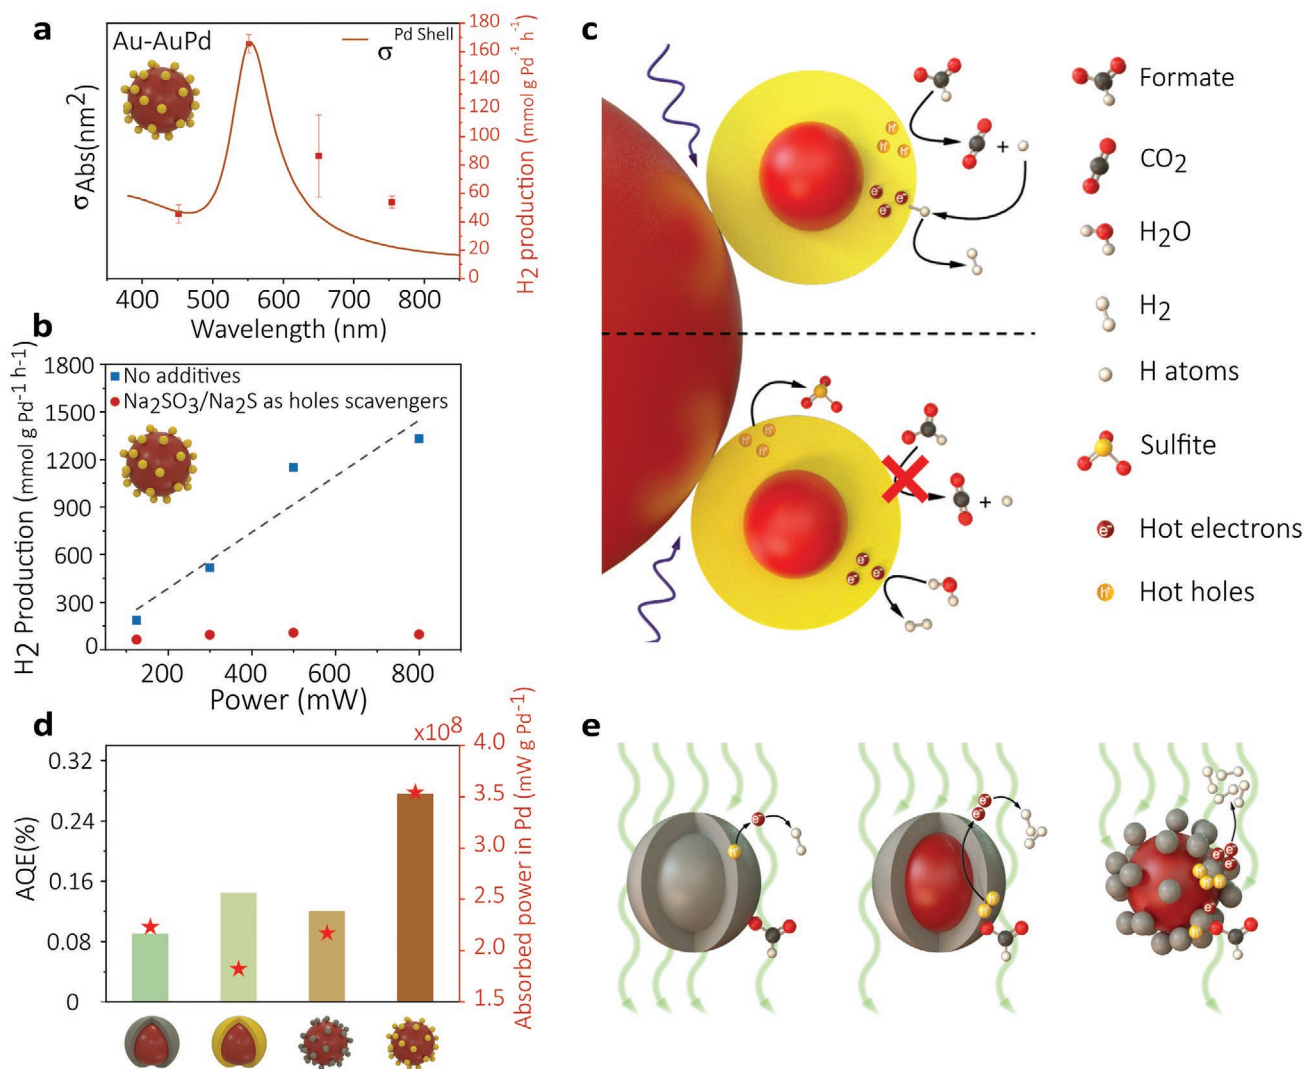 a
Au-AuPd
σ Pd Shell
σ Abs(nm²)
180
160
140
120
100
80
60
40
20
0
H2 production (mmol g Pd⁻¹ h⁻¹)
400 500 600 700 800
Wavelength (nm)
b
1800
1500
1200
900
600
300
0
H2 Production (mmol g Pd⁻¹ h-1)
No additives
Na₂SO₃/Na₂S as holes scavengers
200 400 600 800
Power (mW)
c
h⁺
h⁺ h⁺
e⁻ e⁻
e⁻
+
h⁺ h⁺
h⁺
+
e⁻
e⁻ e⁻
Formate
CO₂
H₂O
H₂
H atoms
Sulfite
e⁻ Hot electrons
h⁺ Hot holes
d
x10⁸
0.32
0.24
0.16
0.08
0
AQE(%)
4.0
3.5
3.0
2.5
2.0
1.5
Absorbed power in Pd (mW g Pd⁻¹)
e
e⁻
h⁺
e⁻
e⁻
h⁺
h⁺
e⁻ e⁻
e⁻
h⁺
h⁺ h⁺
e⁻
h⁺